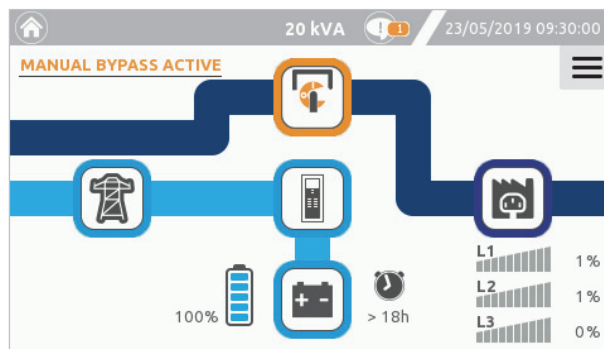 20 kVA
1
23/05/2019 09:30:00
MANUAL BYPASS ACTIVE
L1
1%
L2
1%
L3
0%
100%
> 18h